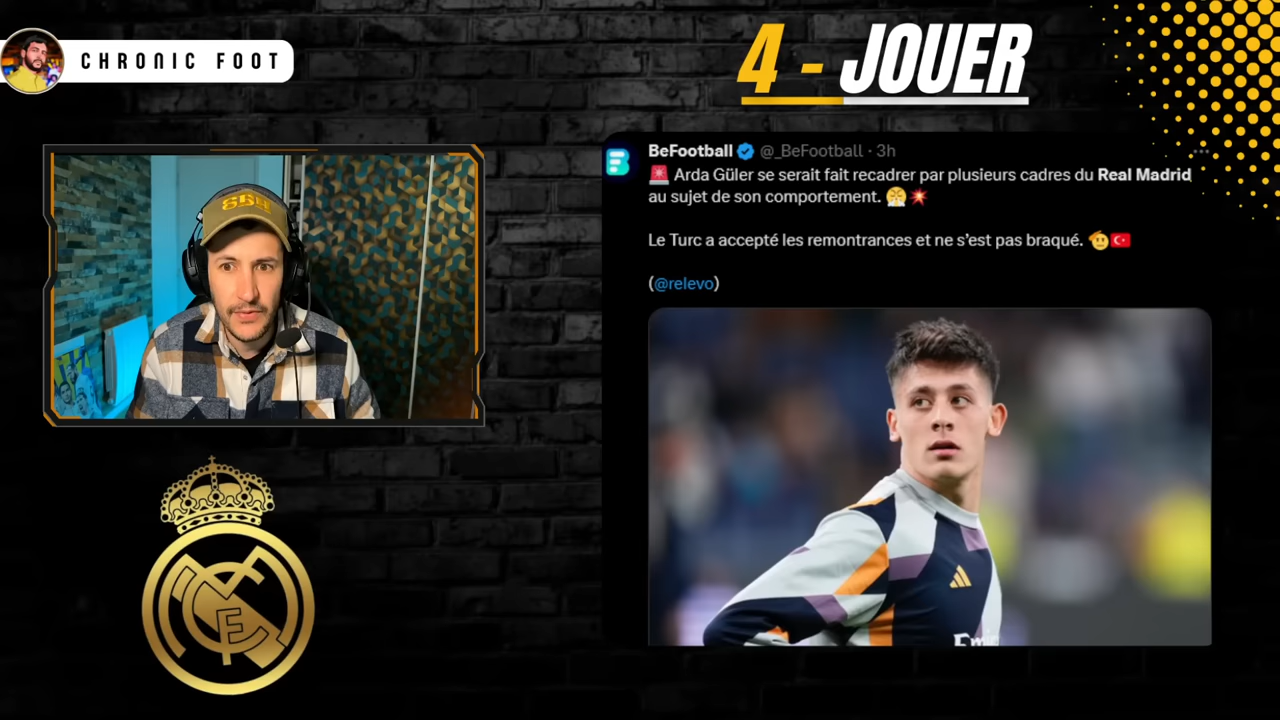 CHRONIC FOOT
4 - JOUER
BeFootball @_BeFootball · 3h
🚨 Arda Güler se serait fait recadrer par plusieurs cadres du Real Madrid
au sujet de son comportement. 😤💥
Le Turc a accepté les remontrances et ne s’est pas braqué. 🫡🇹🇷
(@relevo)